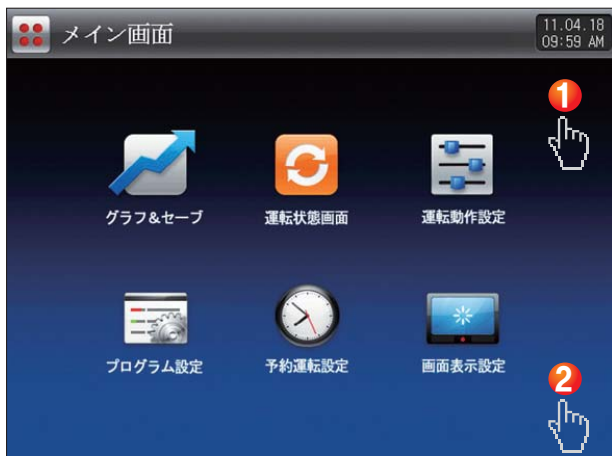 メイン画面
11.04.18
09:59 AM
1
グラフ&セーブ
運転状態画面
運転動作設定
プログラム設定
予約運転設定
画面表示設定
2